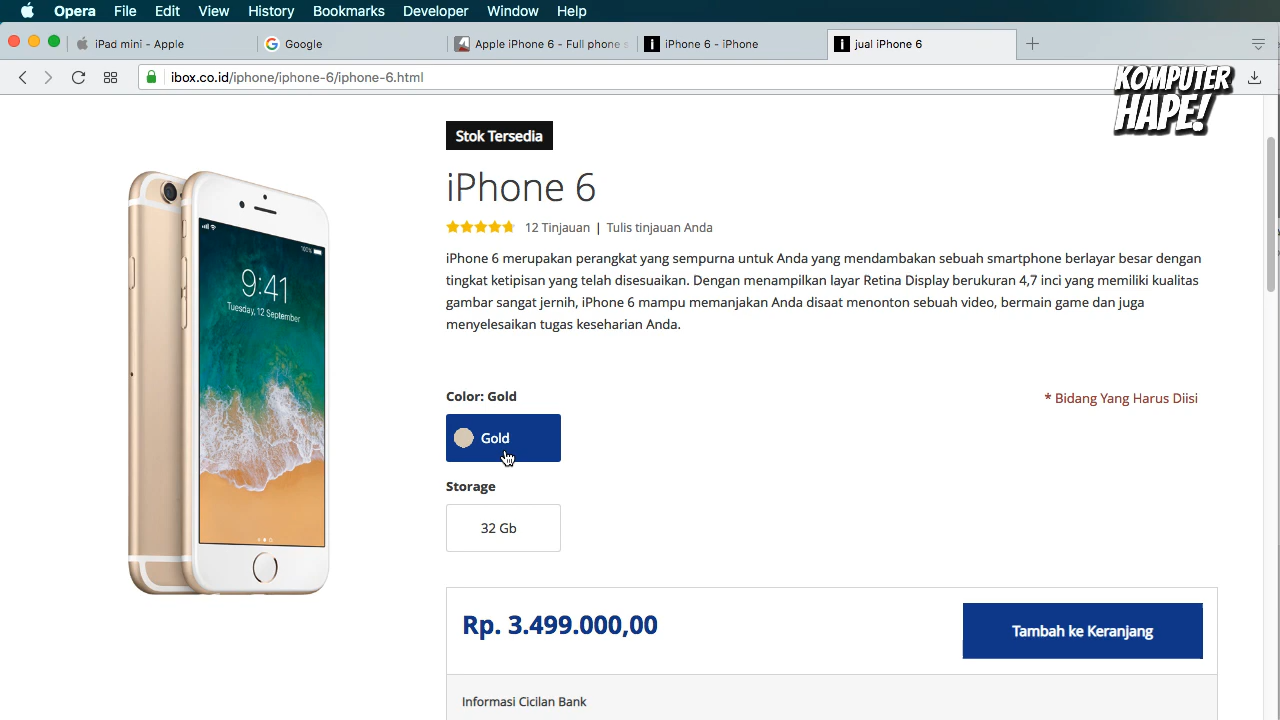 Opera File Edit View History Bookmarks Developer Window Help
iPad mini - Apple
Google
Apple iPhone 6 - Full phone s
iPhone 6 - iPhone
jual iPhone 6
ibox.co.id/iphone/iphone-6/iphone-6.html
KOMPUTER
HAPE!
Stok Tersedia
iPhone 6
12 Tinjauan | Tulis tinjauan Anda
iPhone 6 merupakan perangkat yang sempurna untuk Anda yang mendambakan sebuah smartphone berlayar besar dengan
tingkat ketipisan yang telah disesuaikan. Dengan menampilkan layar Retina Display berukuran 4,7 inci yang memiliki kualitas
gambar sangat jernih, iPhone 6 mampu memanjakan Anda disaat menonton sebuah video, bermain game dan juga
menyelesaikan tugas keseharian Anda.
100%
9:41
Tuesday, 12 September
Color: Gold
* Bidang Yang Harus Diisi
Gold
Storage
32 Gb
Rp. 3.499.000,00
Tambah ke Keranjang
Informasi Cicilan Bank